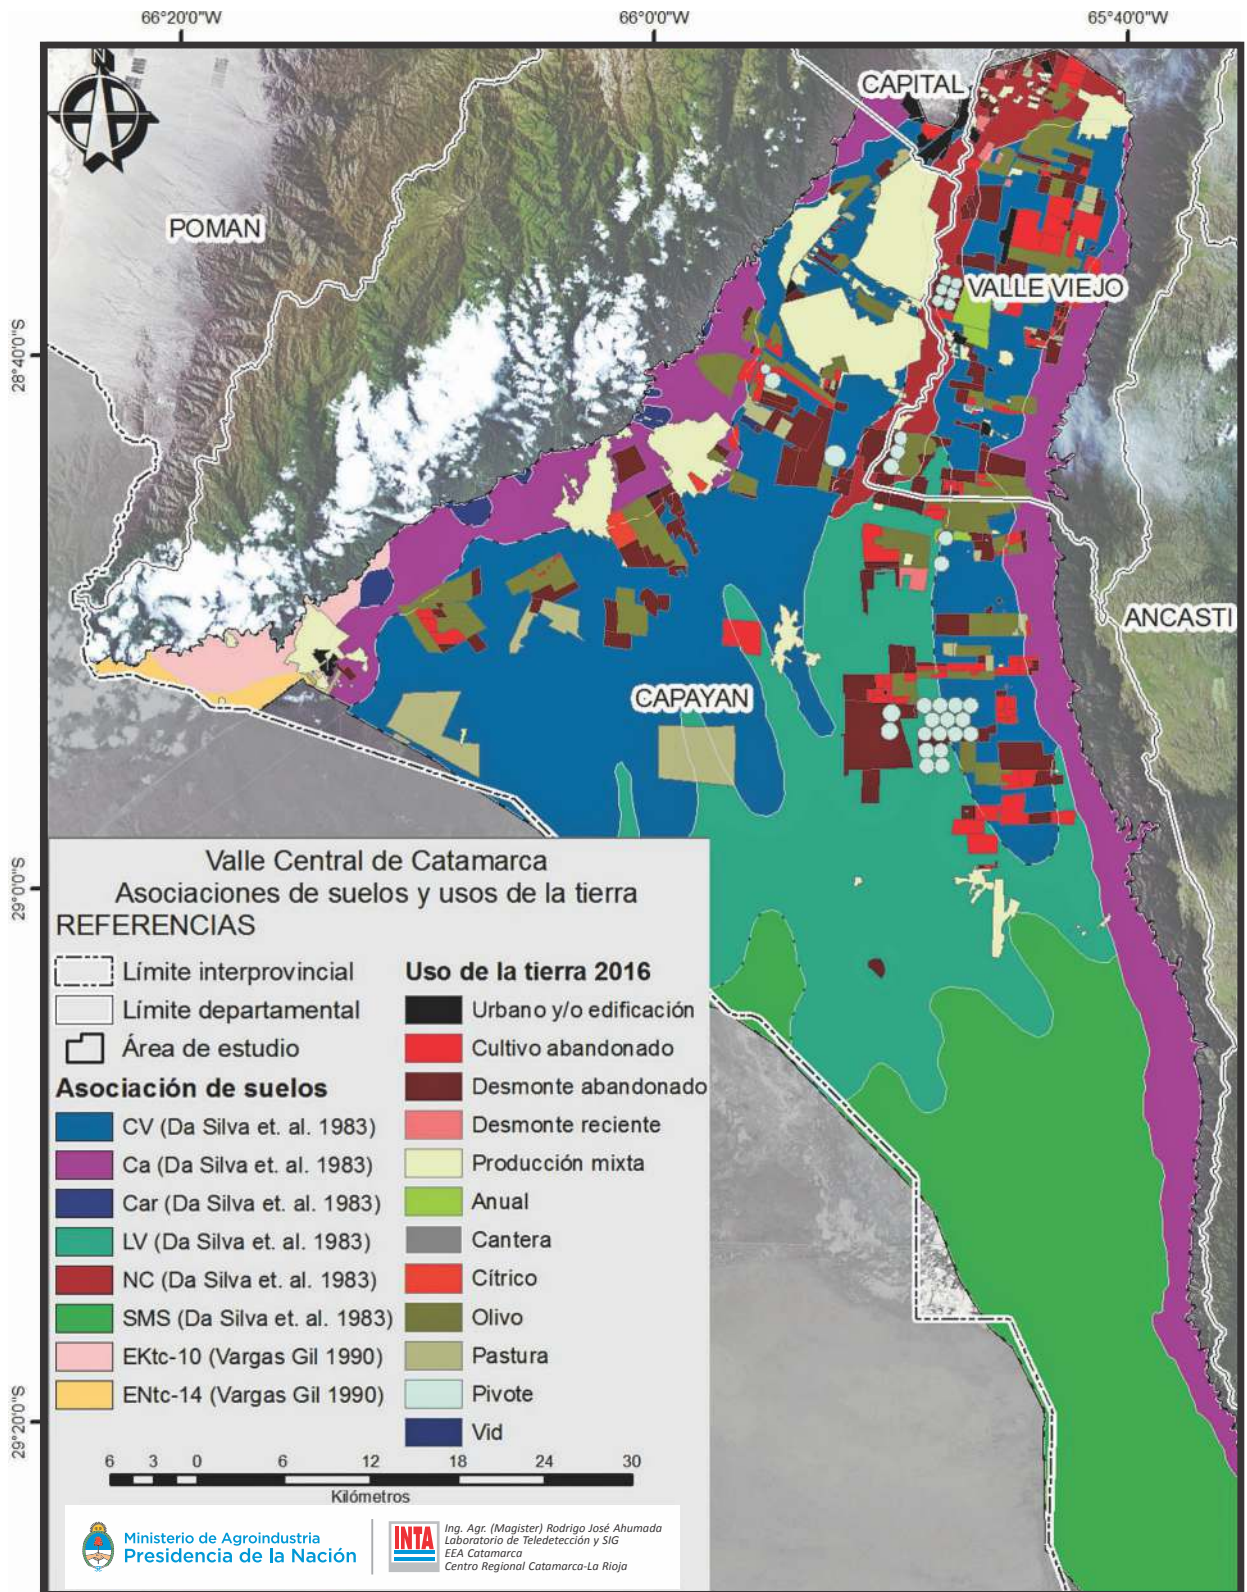 66°20'0"W
66°0'0"W
65°40'0"W
N
CAPITAL
POMAN
VALLE VIEJO
28°40'0"S
ANCASTI
CAPAYAN
29°0'0"S
29°20'0"S
Valle Central de Catamarca
Asociaciones de suelos y usos de la tierra
REFERENCIAS
Límite interprovincial
Límite departamental
Área de estudio
Asociación de suelos
CV (Da Silva et. al. 1983)
Ca (Da Silva et. al. 1983)
Car (Da Silva et. al. 1983)
LV (Da Silva et. al. 1983)
NC (Da Silva et. al. 1983)
SMS (Da Silva et. al. 1983)
EKtc-10 (Vargas Gil 1990)
ENtc-14 (Vargas Gil 1990)
Uso de la tierra 2016
Urbano y/o edificación
Cultivo abandonado
Desmonte abandonado
Desmonte reciente
Producción mixta
Anual
Cantera
Cítrico
Olivo
Pastura
Pivote
Vid
6 3 0 6 12 18 24 30
Kilómetros
Ministerio de Agroindustria
Presidencia de la Nación
INTA
Ing. Agr. (Magister) Rodrigo José Ahumada
Laboratorio de Teledetección y SIG
EEA Catamarca
Centro Regional Catamarca-La Rioja